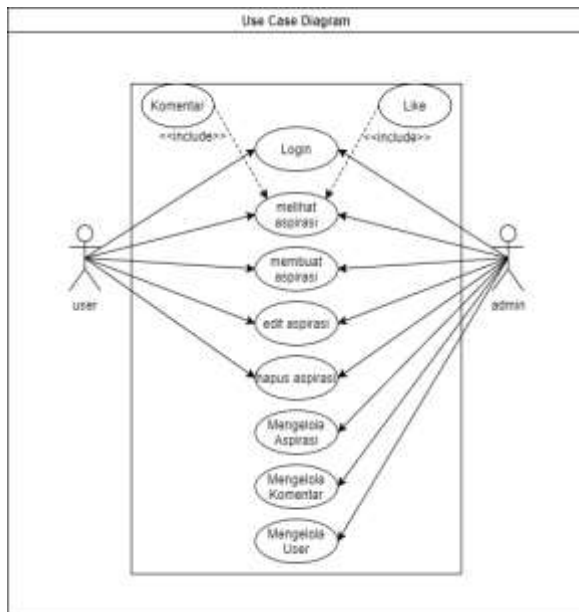 Use Case Diagram
Komentar
Like
<<include>>
<<include>>
Login
melihat
aspirasi
membuat
aspirasi
user
admin
edit aspirasi
hapus aspirasi
Mengelola
Aspirasi
Mengelola
Komentar
Mengelola
User